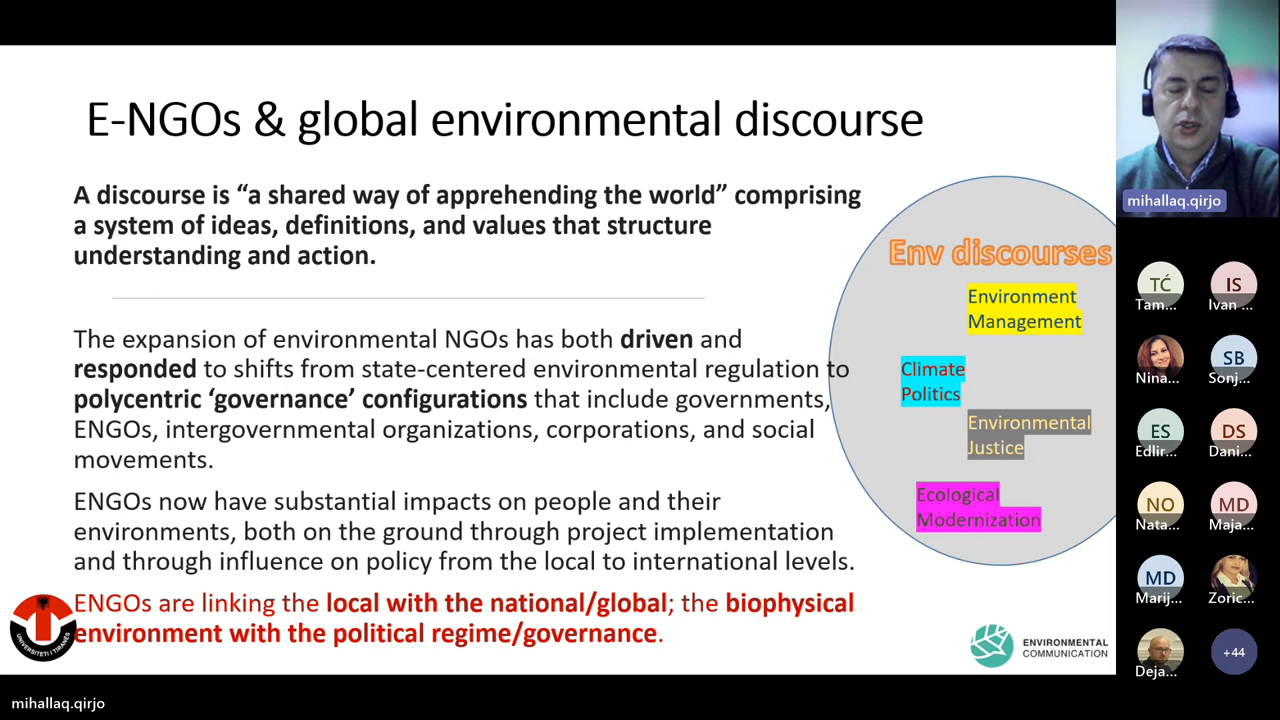 E-NGOs & global environmental discourse
A discourse is “a shared way of apprehending the world” comprising
a system of ideas, definitions, and values that structure
understanding and action.
The expansion of environmental NGOs has both driven and
responded to shifts from state-centered environmental regulation to
polycentric ‘governance’ configurations that include governments,
ENGOs, intergovernmental organizations, corporations, and social
movements.
ENGOs now have substantial impacts on people and their
environments, both on the ground through project implementation
and through influence on policy from the local to international levels.
ENGOs are linking the local with the national/global; the biophysical
environment with the political regime/governance.
Env discourses
Environment
Management
Climate
Politics
Environmental
Justice
Ecological
Modernization
UNIVERSITETI I TIRANËS
ENVIRONMENTAL
COMMUNICATION
mihallaq.qirjo
TĆ
Tam...
IS
Ivan ...
Nina...
SB
Sonj...
ES
Edlir...
DS
Dani...
NO
Nata...
MD
Maja...
MD
Marij...
Zoric...
Deja...
+44
mihallaq.qirjo